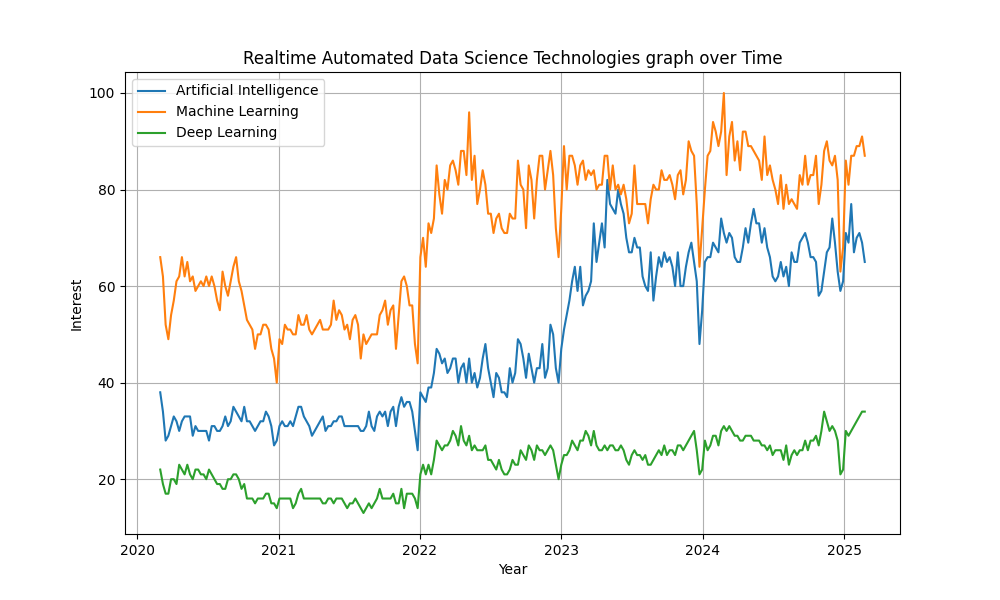 Realtime Automated Data Science Technologies graph over Time
Artificial Intelligence
Machine Learning
Deep Learning
100
80
60
40
20
Interest
2020 2021 2022 2023 2024 2025
Year